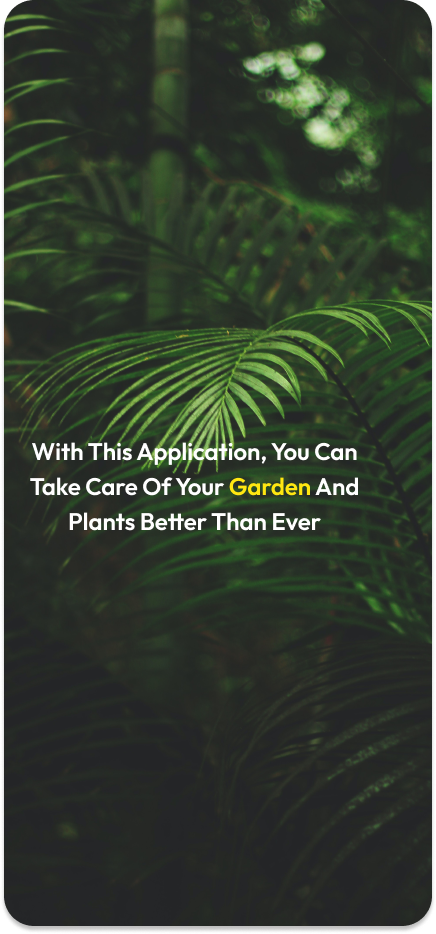 With This Application, You Can
Take Care Of Your Garden And
Plants Better Than Ever